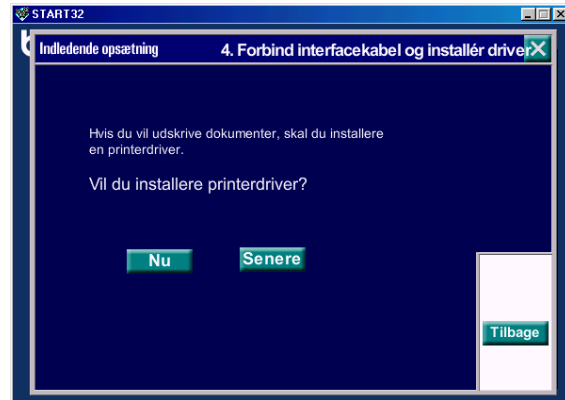 START32
Indledende opsætning
4. Forbind interfacekabel og installér driver
Hvis du vil udskrive dokumenter, skal du installere
en printerdriver.
Vil du installere printerdriver?
Nu
Senere
Tilbage